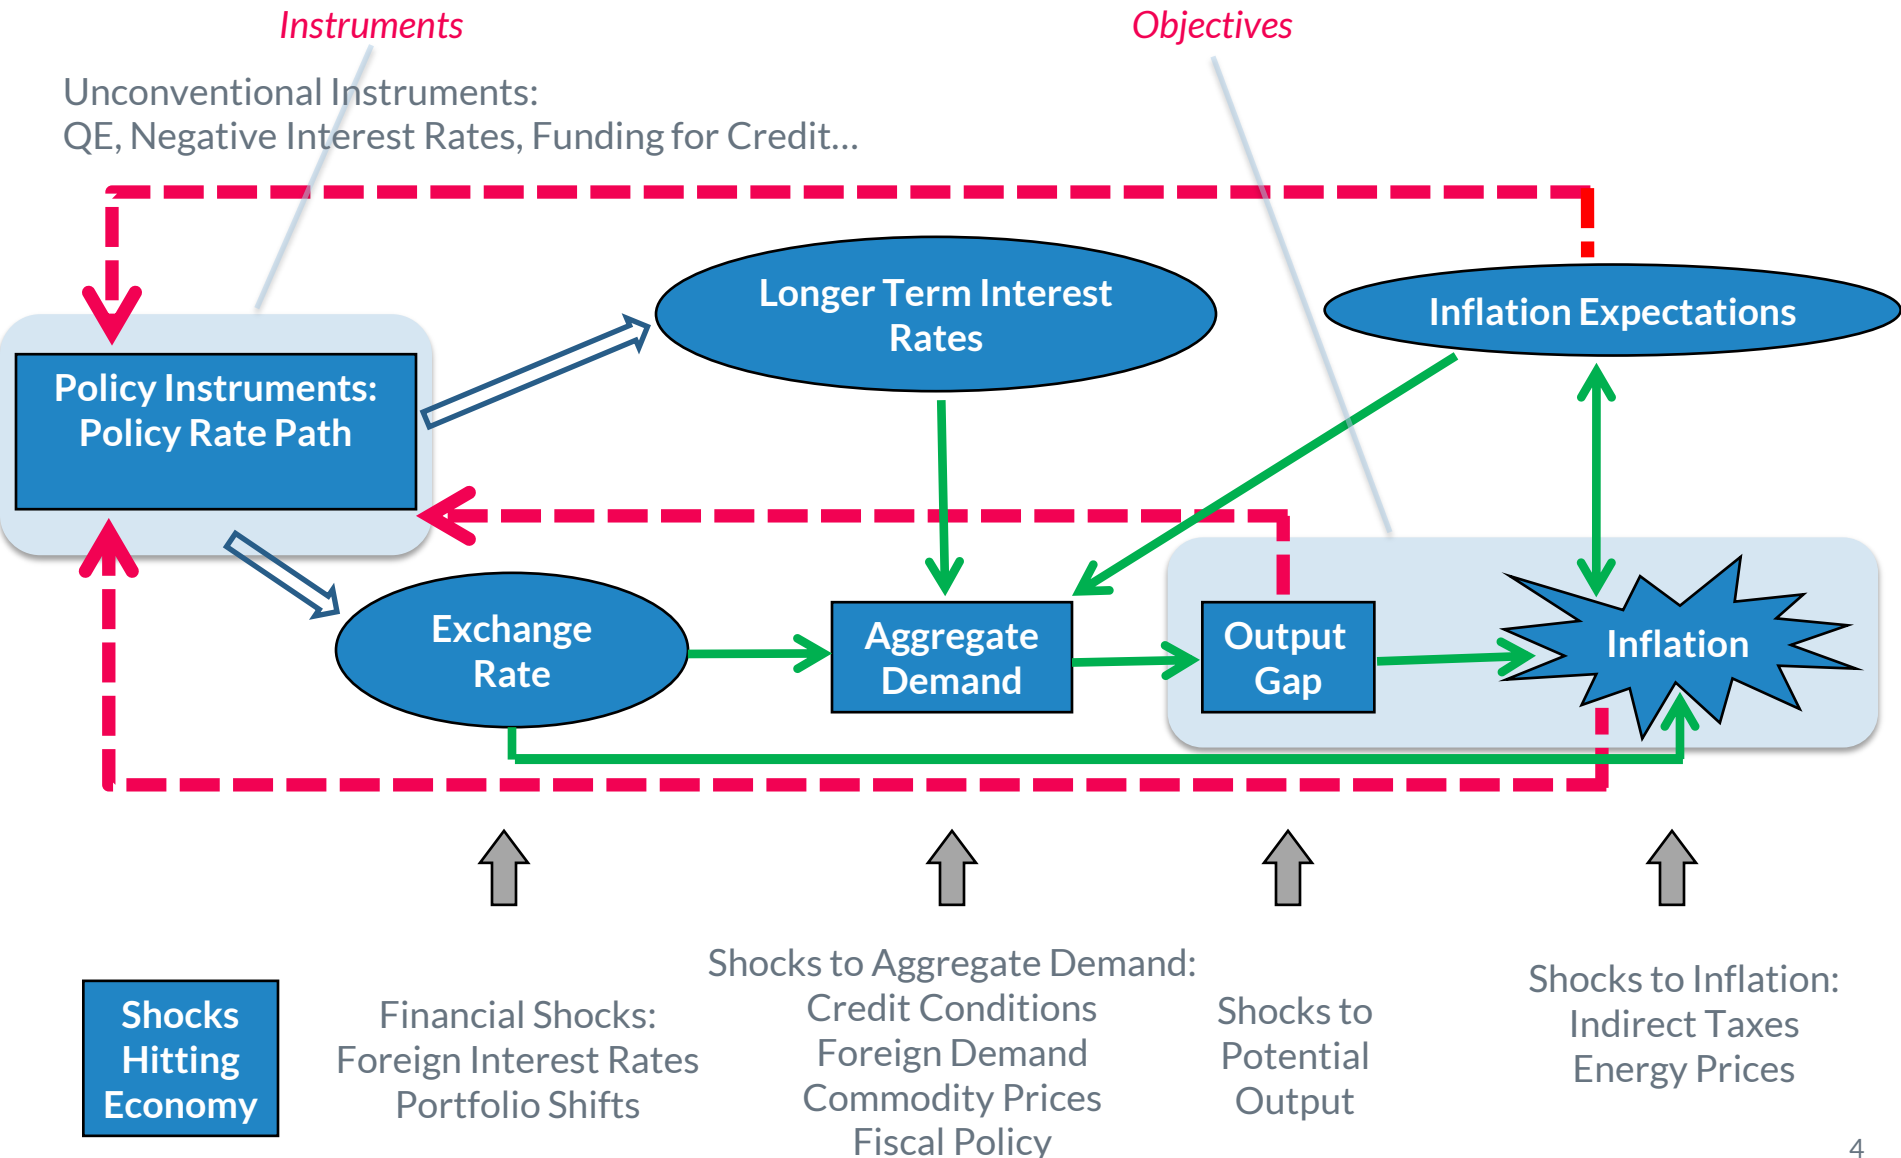 Instruments
Objectives
Unconventional Instruments:
QE, Negative Interest Rates, Funding for Credit...
Longer Term Interest
Rates
Inflation Expectations
Policy Instruments:
Policy Rate Path
Exchange
Rate
Aggregate
Demand
Output
Gap
Inflation
Shocks
Hitting
Economy
Financial Shocks:
Foreign Interest Rates
Portfolio Shifts
Shocks to Aggregate Demand:
Credit Conditions
Foreign Demand
Commodity Prices
Fiscal Policy
Shocks to
Potential
Output
Shocks to Inflation:
Indirect Taxes
Energy Prices
4